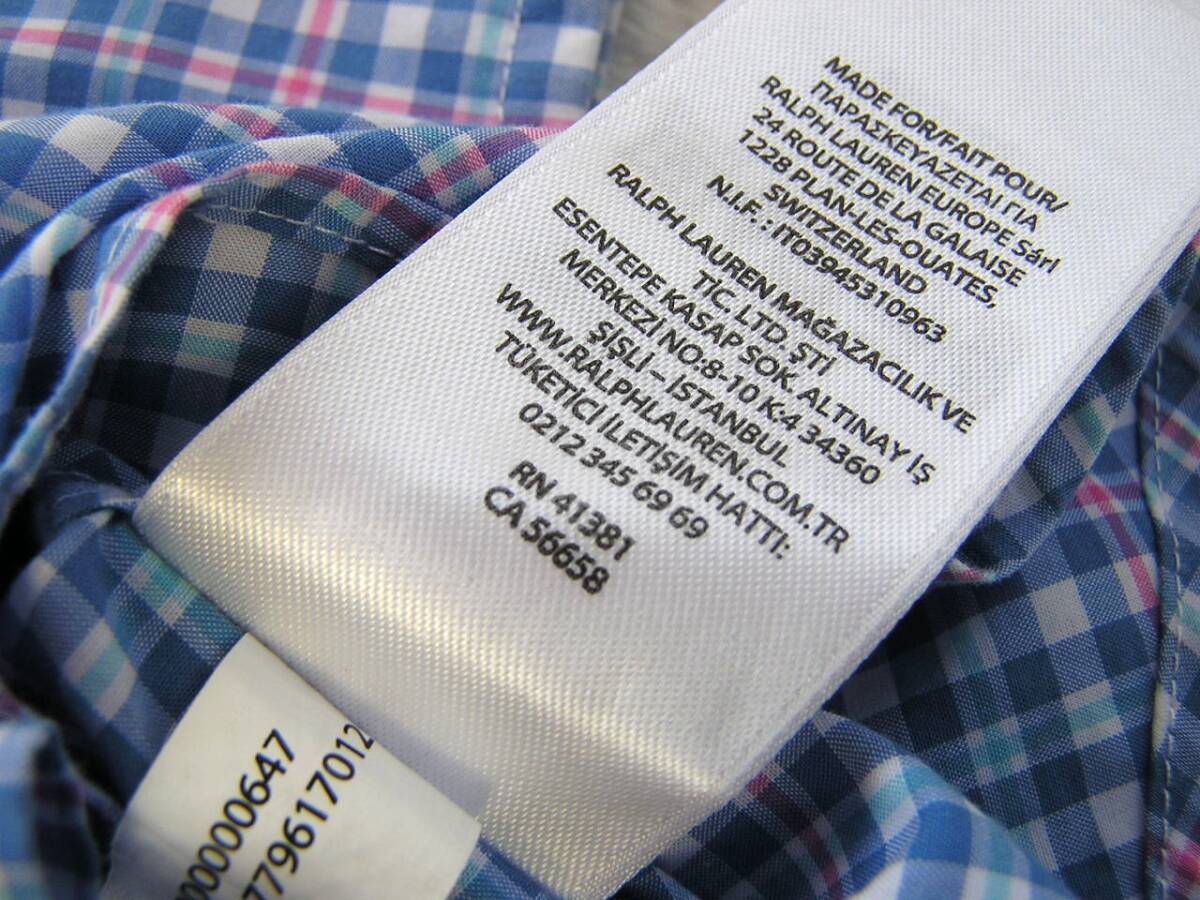 MADE FOR/FAIT POUR/
ΠΑΡΑΣΚΕΥΑΖΕΤΑΙ ΓΙΑ
RALPH LAUREN EUROPE Sárl
24 ROUTE DE LA GALAISE
1228 PLAN-LES-OUATES,
SWITZERLAND
N.I.F. : IT03945310963
RALPH LAUREN MAĞAZACILIK VE
TİC. LTD. ŞTİ
ESENTEPE KASAP SOK. ALTINAY İŞ
MERKEZİ NO:8-10 K:4 34360
ŞİŞLİ – İSTANBUL
WWW.RALPHLAUREN.COM.TR
TÜKETİCİ İLETİŞİM HATTI:
0212 345 69 69
RN 41381
CA 56658
0000647
7796117012